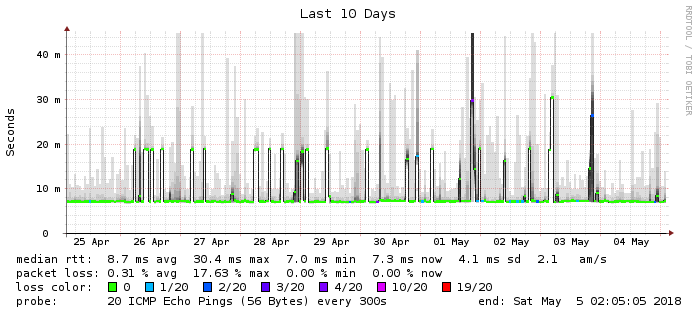 Last 10 Days
RRDTOOL / TOBI OETIKER
Seconds
40 m
30 m
20 m
10 m
0
25 Apr 26 Apr 27 Apr 28 Apr 29 Apr 30 Apr 01 May 02 May 03 May 04 May
median rtt: 8.7 ms avg 30.4 ms max 7.0 ms min 7.3 ms now 4.1 ms sd 2.1 am/s
packet loss: 0.31 % avg 17.63 % max 0.00 % min 0.00 % now
loss color: 0 1/20 2/20 3/20 4/20 10/20 19/20
probe: 20 ICMP Echo Pings (56 Bytes) every 300s end: Sat May 5 02:05:05 2018